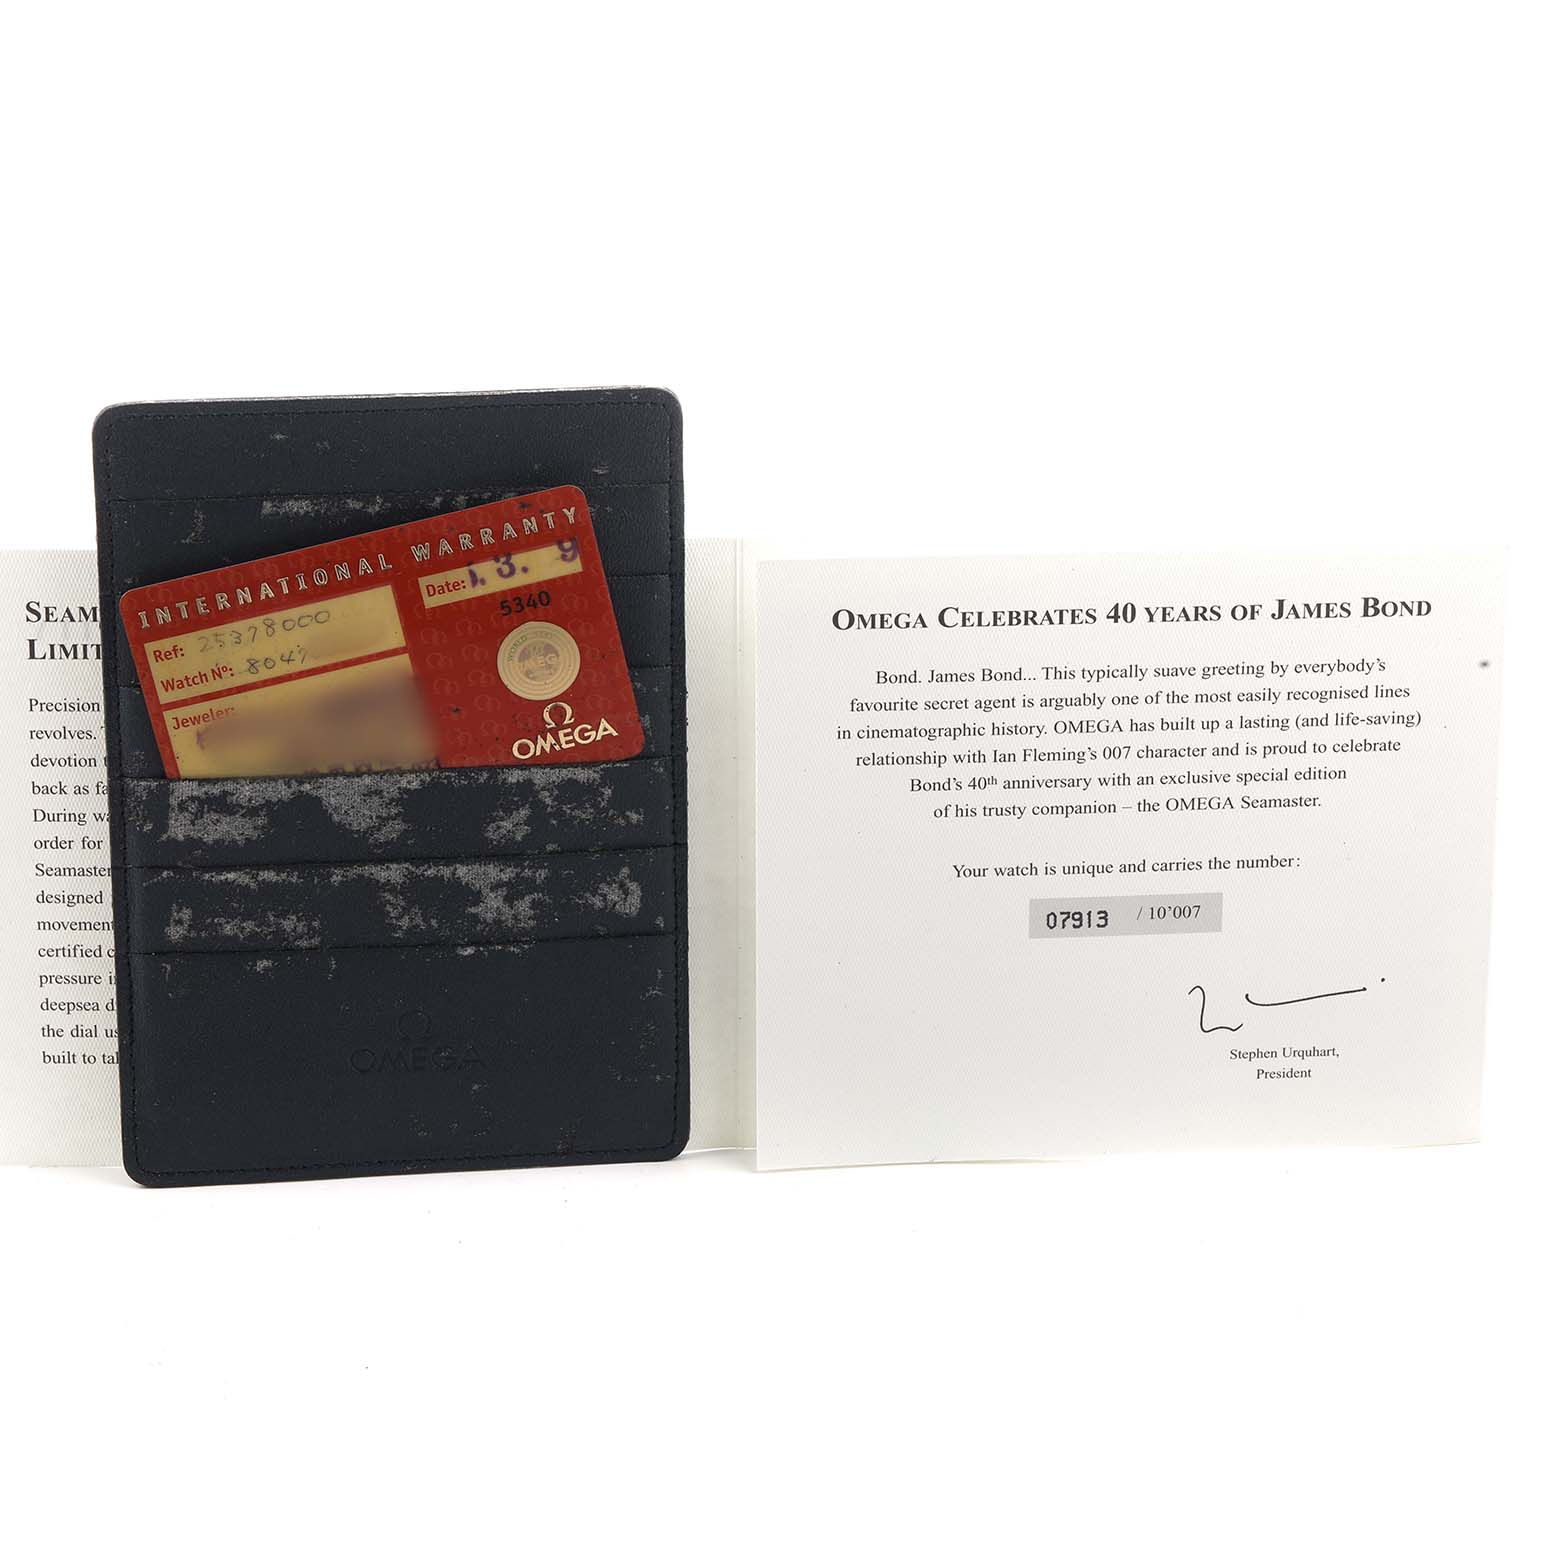 SEAM
LIMIT
Precision
revolves.
devotion
back as fa
During wa
order for
Seamaster
designed
movement
certified c
pressure i
deepsea d
the dial us
built to tal
INTERNATIONAL WARRANTY
Ref: 25378000
Watch Nº: 8047
Jeweler:
Date: 1. 3. 9
5340
Ω
OMEGA
Ω
OMEGA
OMEGA CELEBRATES 40 YEARS OF JAMES BOND
Bond. James Bond... This typically suave greeting by everybody's
favourite secret agent is arguably one of the most easily recognised lines
in cinematographic history. OMEGA has built up a lasting (and life-saving)
relationship with Ian Fleming's 007 character and is proud to celebrate
Bond's 40th anniversary with an exclusive special edition
of his trusty companion – the OMEGA Seamaster.
Your watch is unique and carries the number:
07913 / 10'007
Stephen Urquhart,
President